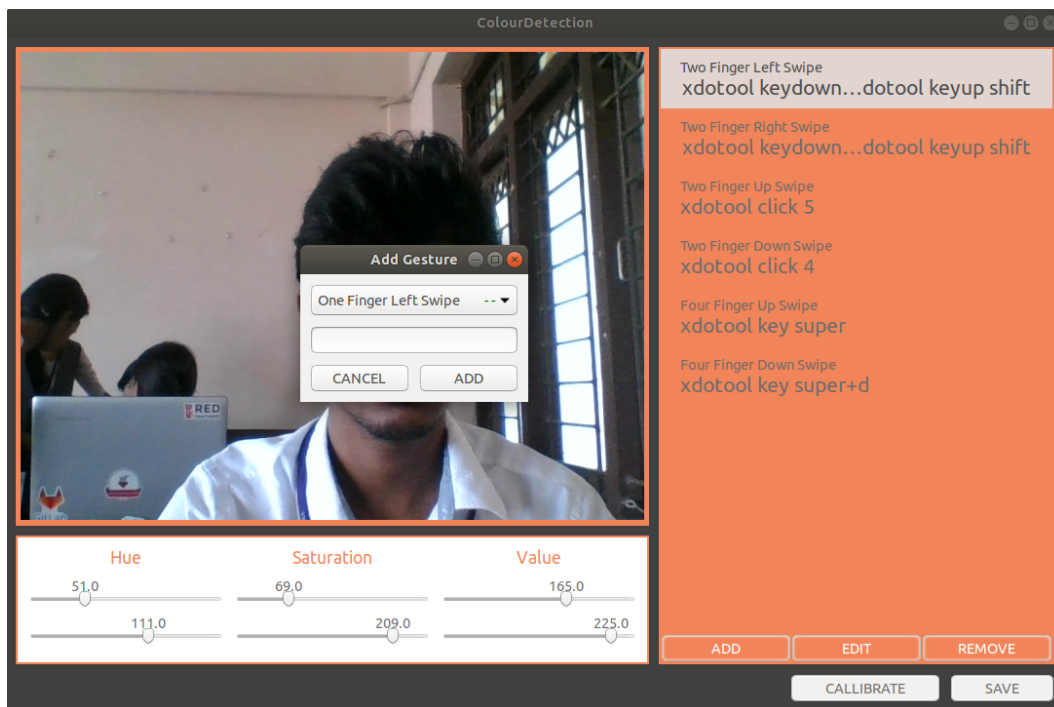 ColourDetection
Two Finger Left Swipe
xdotool keydown...dotool keyup shift
Two Finger Right Swipe
xdotool keydown...dotool keyup shift
Two Finger Up Swipe
xdotool click 5
Two Finger Down Swipe
xdotool click 4
Four Finger Up Swipe
xdotool key super
Four Finger Down Swipe
xdotool key super+d
Add Gesture
One Finger Left Swipe --
CANCEL ADD
RED
Hue Saturation Value
51.0 69.0 165.0
111.0 209.0 225.0
ADD EDIT REMOVE
CALLIBRATE SAVE